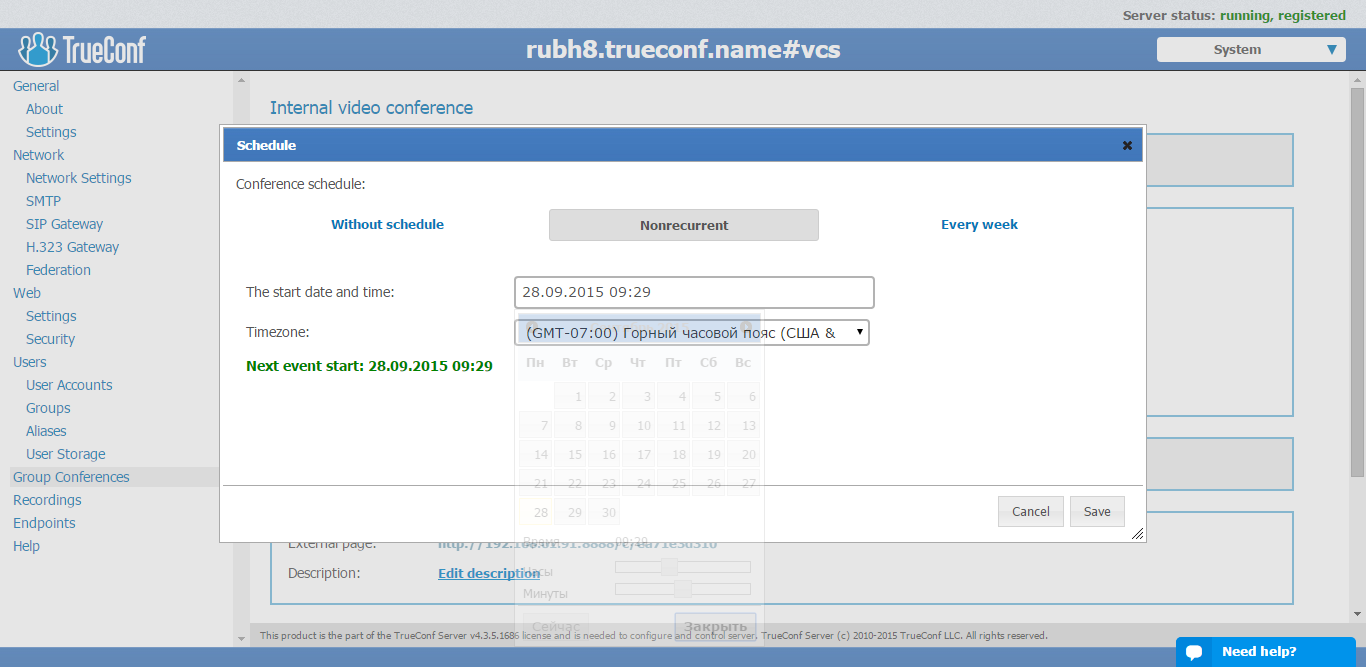 Server status: running, registered
TrueConf
rubh8.trueconf.name#vcs
System
General
About
Settings
Network
Network Settings
SMTP
SIP Gateway
H.323 Gateway
Federation
Web
Settings
Security
Users
User Accounts
Groups
Aliases
User Storage
Group Conferences
Recordings
Endpoints
Help
Internal video conference
Schedule
Conference schedule:
Without schedule Nonrecurrent Every week
The start date and time: 28.09.2015 09:29
Timezone: (GMT-07:00) Горный часовой пояс (США &
Next event start: 28.09.2015 09:29
Пн Вт Ср Чт Пт Сб Вс
1 2 3 4 5 6
7 8 9 10 11 12 13
14 15 16 17 18 19 20
21 22 23 24 25 26 27
28 29 30
Cancel Save
Время 09:29
External page:
Часы
Description: Edit description
Минуты
Сейчас Закрыть
This product is the part of the TrueConf Server v4.3.5.1686 license and is needed to configure and control server. TrueConf Server (c) 2010-2015 TrueConf LLC. All rights reserved.
Need help?